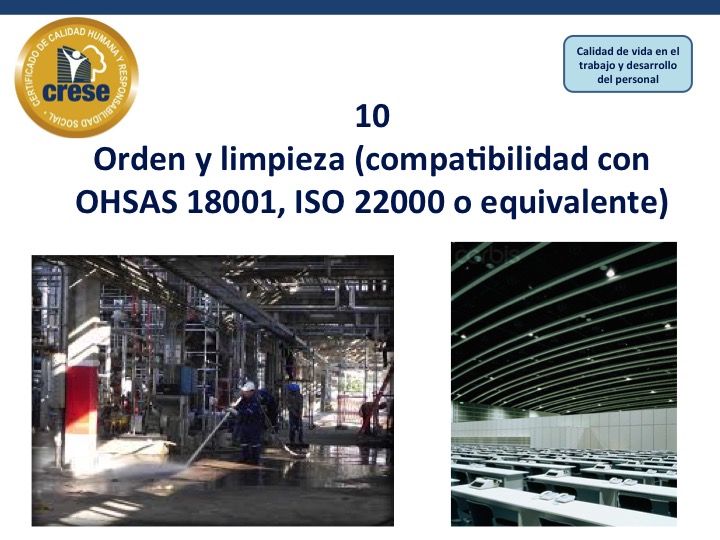 CERTIFICADO DE CALIDAD HUMANA Y RESPONSABILIDAD SOCIAL
crese
Calidad de vida en el
trabajo y desarrollo
del personal
10
Orden y limpieza (compatibilidad con
OHSAS 18001, ISO 22000 o equivalente)
corbis